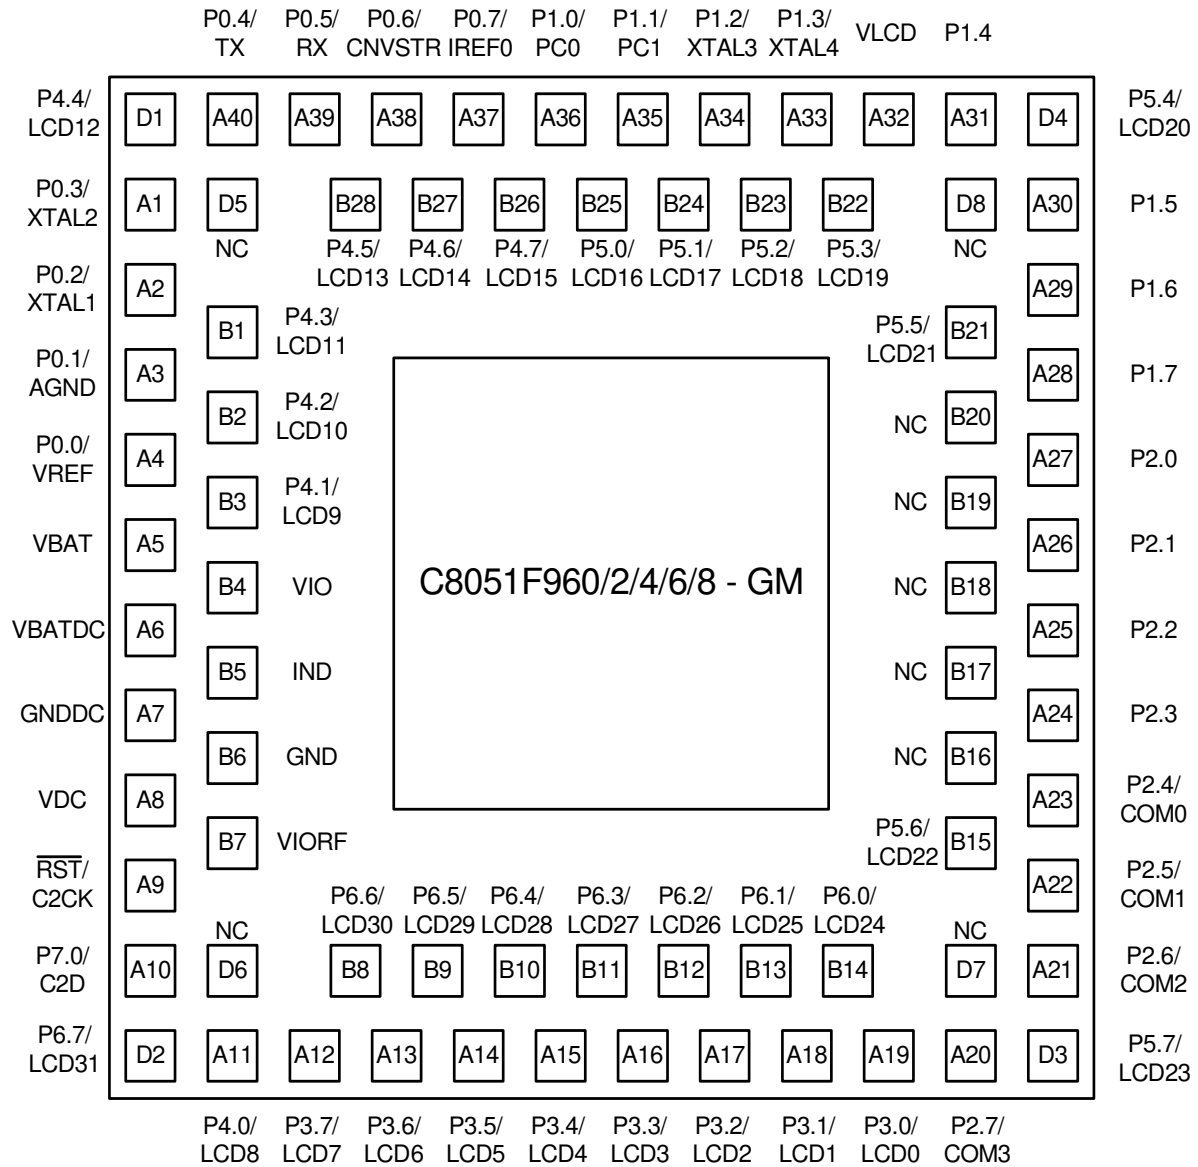 P0.4/ P0.5/ P0.6/ P0.7/ P1.0/ P1.1/ P1.2/ P1.3/ VLCD P1.4
TX RX CNVSTR IREF0 PC0 PC1 XTAL3 XTAL4
P4.4/
LCD12
D1 A40 A39 A38 A37 A36 A35 A34 A33 A32 A31 D4
P5.4/
LCD20
P0.3/
XTAL2
A1 D5 B28 B27 B26 B25 B24 B23 B22 D8 A30 P1.5
NC P4.5/ P4.6/ P4.7/ P5.0/ P5.1/ P5.2/ P5.3/ NC
LCD13 LCD14 LCD15 LCD16 LCD17 LCD18 LCD19
P0.2/
XTAL1
A2 A29 P1.6
B1 P4.3/
LCD11
P5.5/
LCD21
B21
P0.1/
AGND
A3 A28 P1.7
B2 P4.2/
LCD10
NC B20
P0.0/
VREF
A4 A27 P2.0
B3 P4.1/
LCD9
NC B19
VBAT A5 A26 P2.1
B4 VIO C8051F960/2/4/6/8 - GM NC B18
VBATDC A6 A25 P2.2
B5 IND NC B17
GNDDC A7 A24 P2.3
B6 GND NC B16
VDC A8 A23 P2.4/
COM0
B7 VIORF P5.6/
LCD22
B15
RST/
C2CK
A9 A22 P2.5/
COM1
P6.6/ P6.5/ P6.4/ P6.3/ P6.2/ P6.1/ P6.0/
NC LCD30 LCD29 LCD28 LCD27 LCD26 LCD25 LCD24 NC
P7.0/
C2D
A10 D6 B8 B9 B10 B11 B12 B13 B14 D7 A21
P2.6/
COM2
P6.7/
LCD31
D2 A11 A12 A13 A14 A15 A16 A17 A18 A19 A20 D3
P5.7/
LCD23
P4.0/ P3.7/ P3.6/ P3.5/ P3.4/ P3.3/ P3.2/ P3.1/ P3.0/ P2.7/
LCD8 LCD7 LCD6 LCD5 LCD4 LCD3 LCD2 LCD1 LCD0 COM3